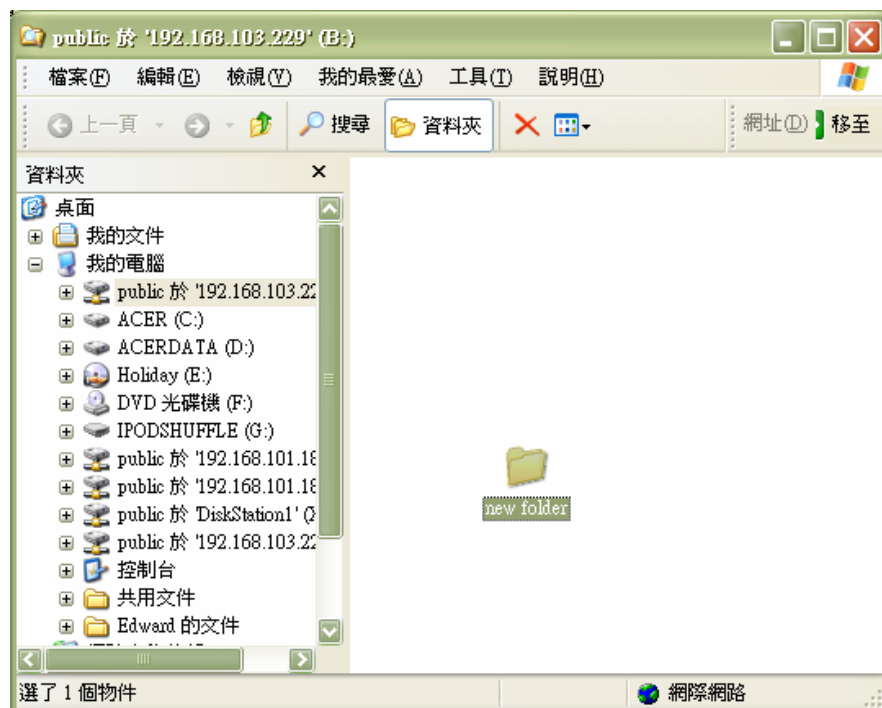 public 於 '192.168.103.229' (B:)
檔案(F) 編輯(E) 檢視(V) 我的最愛(A) 工具(T) 說明(H)
上一頁 搜尋 資料夾 網址(D) 移至
資料夾
桌面
我的文件
我的電腦
public 於 '192.168.103.22
ACER (C:)
ACERDATA (D:)
Holiday (E:)
DVD 光碟機 (F:)
IPODSHUFFLE (G:)
public 於 '192.168.101.18
public 於 '192.168.101.18
public 於 'DiskStation1' (
public 於 '192.168.103.22
控制台
共用文件
Edward 的文件
new folder
選了 1 個物件 網際網路